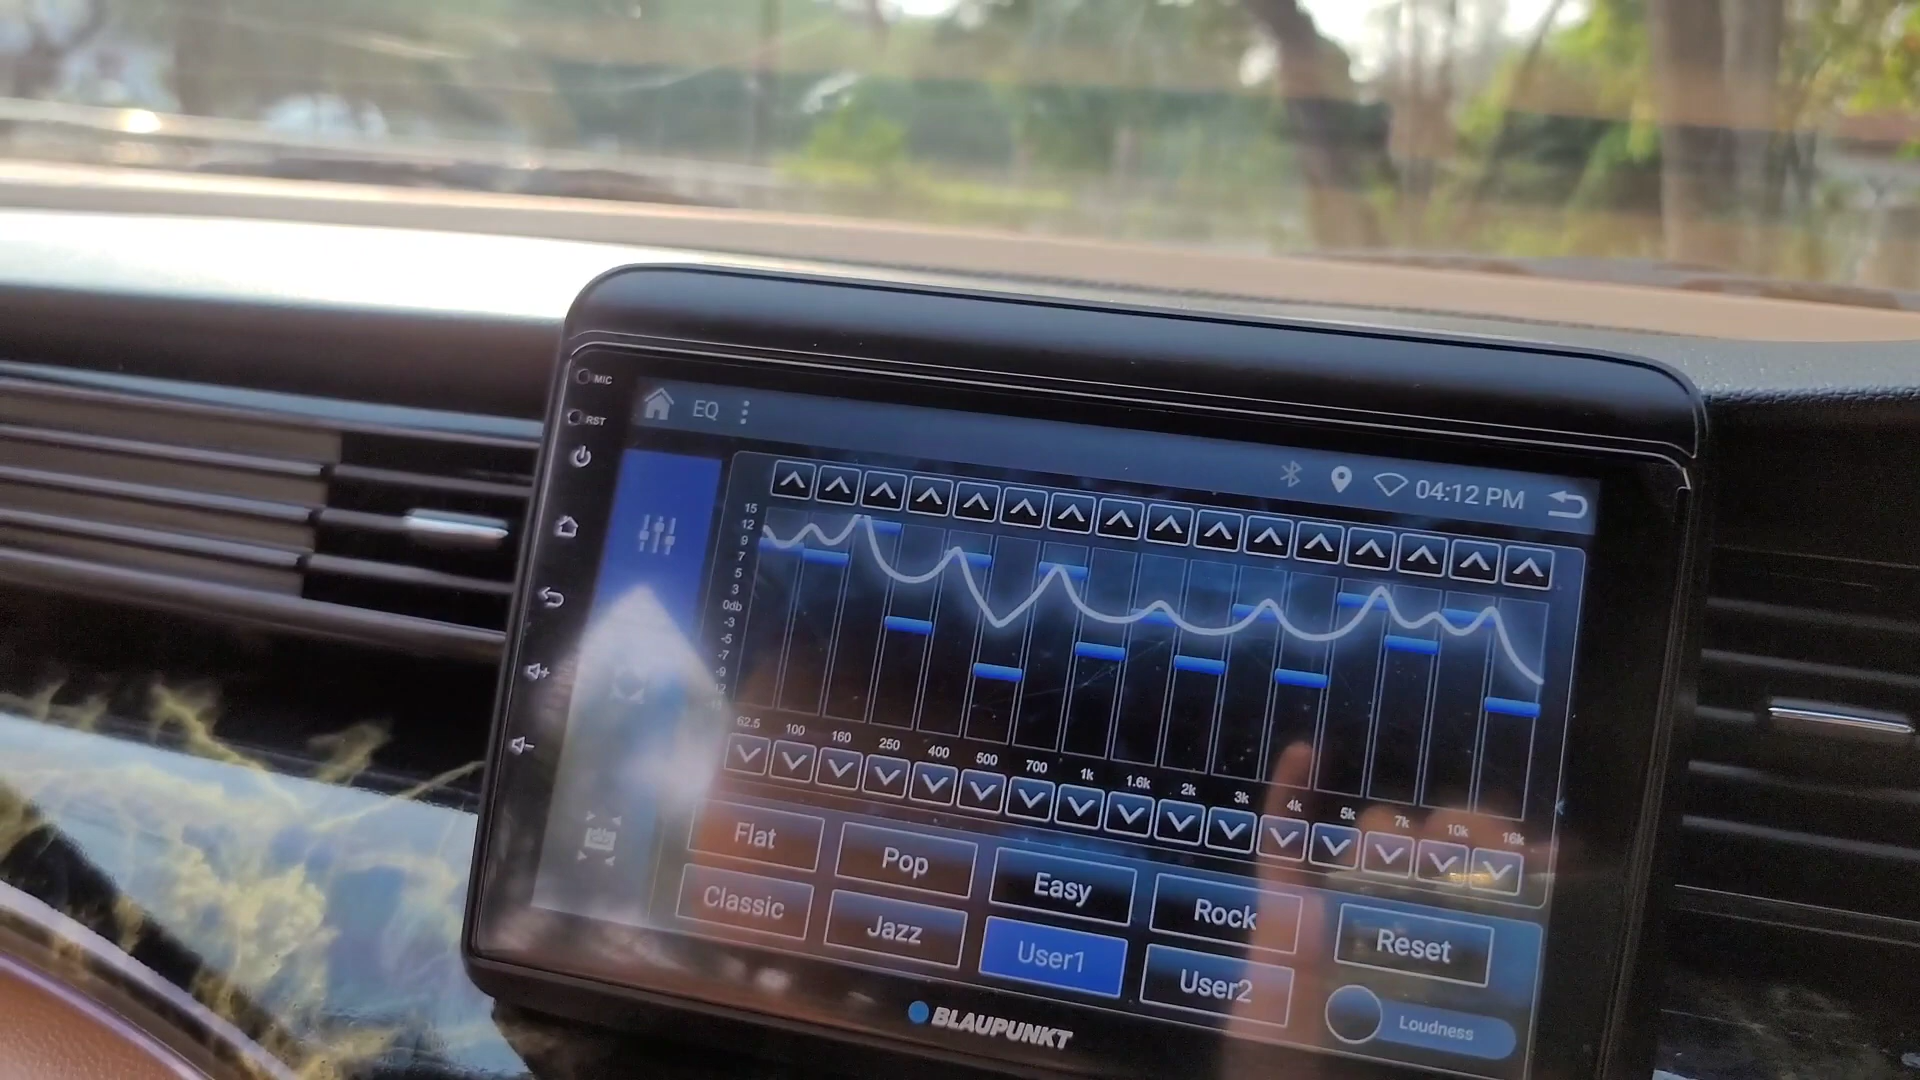 MIC
RST
EQ
04:12 PM
15
12
9
7
5
3
0db
-3
-5
-7
-9
62.5 100 160 250 400 500 700 1k 1.6k 2k 3k 4k 5k 7k 10k 16k
Flat Pop Easy Rock
Classic Jazz User1 User2
Reset
Loudness
BLAUPUNKT